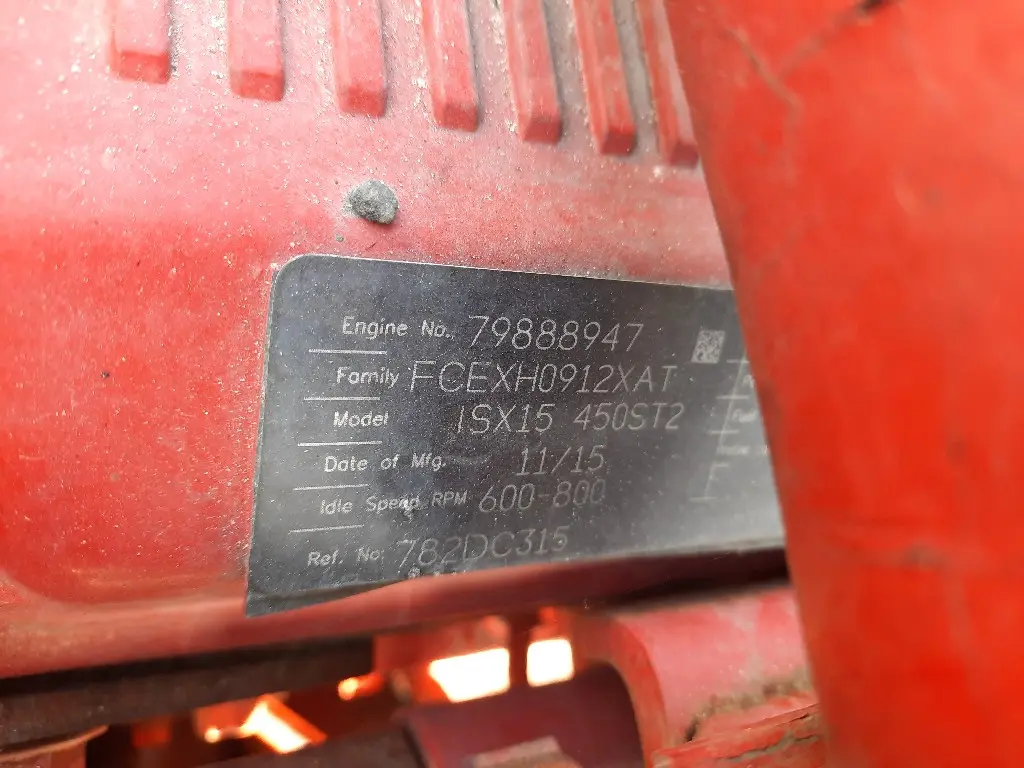 Engine No. 79888947
Family FCEXH0912XAT
Model ISX15 450ST2
Date of Mfg. 11/15
Idle Speed RPM 600-800
Ref. No. 782DC315